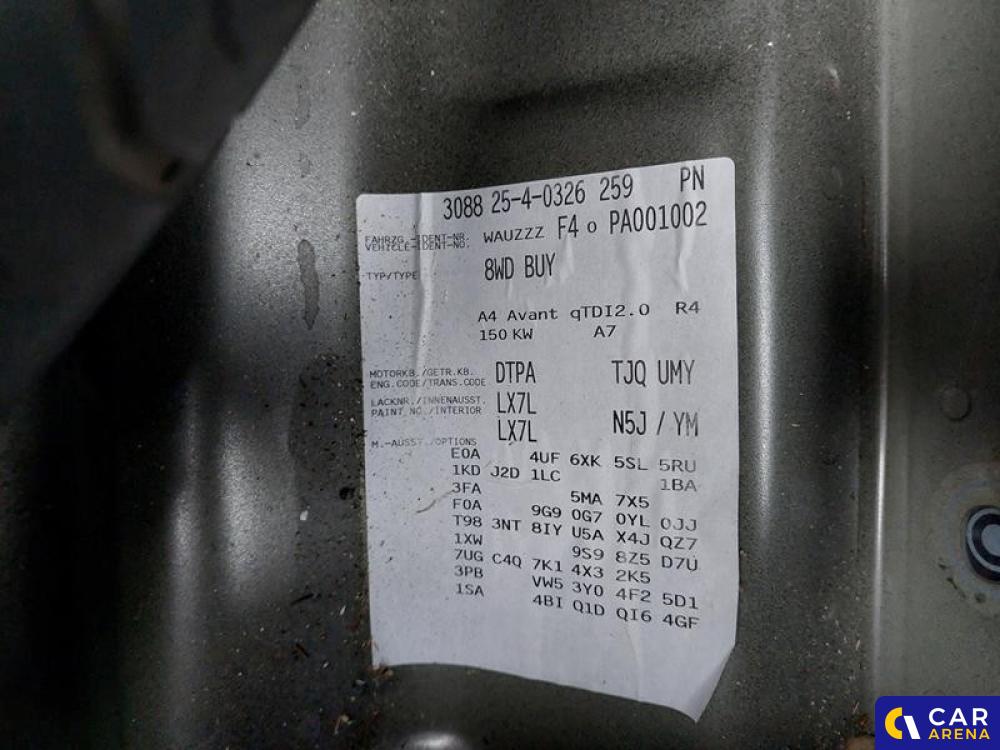 3088 25-4-0326 259 PN
FAHRZG.-IDENT-NR.
VEHICLE-IDENT-NO.
WAUZZZ F4 0 PA001002
TYP/TYPE 8WD BUY
A4 Avant qTDI2.0 R4
150 KW A7
MOTORKB./GETR.KB.
ENG.CODE/TRANS.CODE
DTPA TJQ UMY
LACKNR./INNENAUSST.
PAINT NO./INTERIOR
LX7L
LX7L N5J / YM
M.-AUSST./OPTIONS
E0A 4UF 6XK 5SL 5RU
1KD J2D 1LC 1BA
3FA 5MA 7X5
F0A 9G9 0G7 0YL 0JJ
T98 3NT 8IY U5A X4J QZ7
1XW 9S9 8Z5 D7U
7UG C4Q 7K1 4X3 2K5
3PB VW5 3Y0 4F2 5D1
1SA 4BI Q1D QI6 4GF
CAR
ARENA